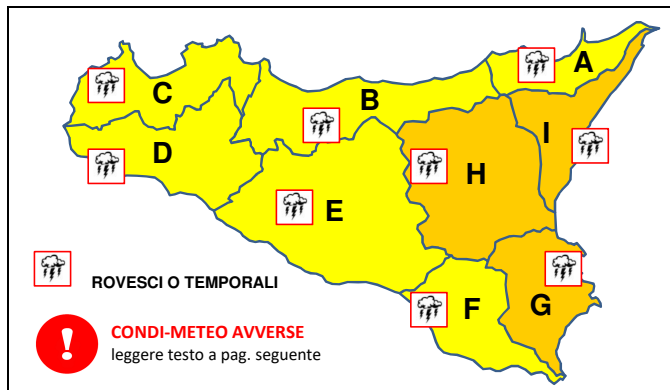 A
C
B
I
D
H
E
G
F
ROVESCI O TEMPORALI
!
CONDI-METEO AVVERSE
leggere testo a pag. seguente